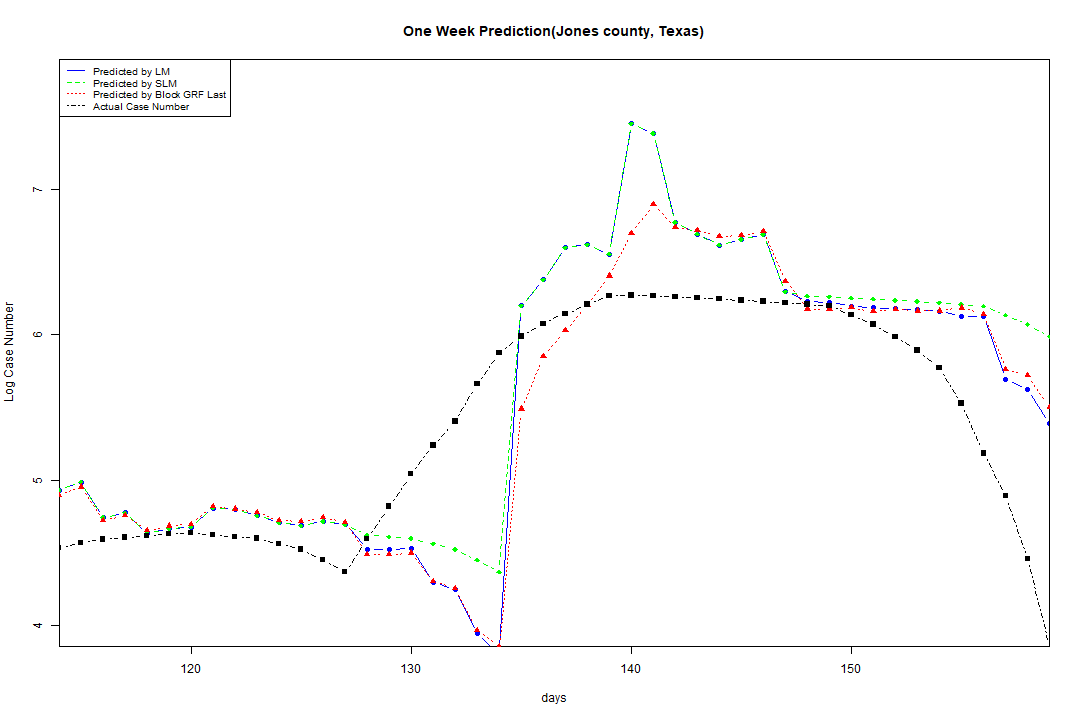 One Week Prediction(Jones county, Texas)
Predicted by LM
Predicted by SLM
Predicted by Block GRF Last
Actual Case Number
Log Case Number
7
6
5
4
120 130 140 150
days